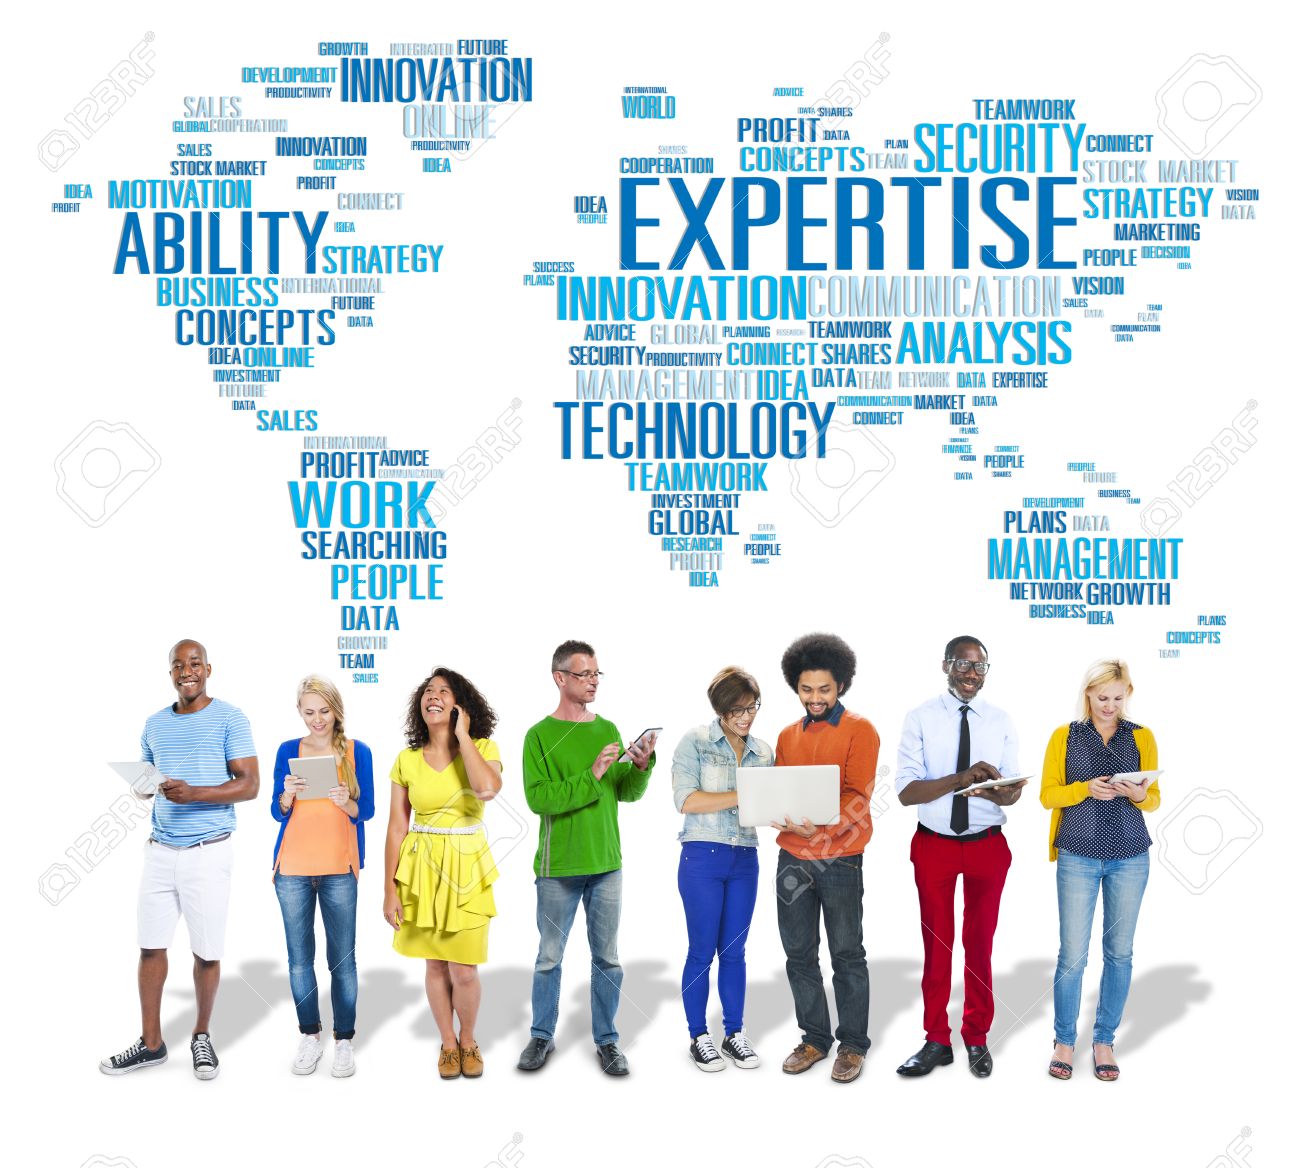 GROWTH INTEGRATED FUTURE
DEVELOPMENT INNOVATION
PRODUCTIVITY
SALES ONLINE
GLOBAL COOPERATION
SALES INNOVATION PRODUCTIVITY
STOCK MARKET CONCEPTS IDEA
IDEA MOTIVATION PROFIT
PROFIT CONNECT
ABILITY IDEA
STRATEGY
BUSINESS INTERNATIONAL
FUTURE
CONCEPTS DATA
IDEA ONLINE
INVESTMENT
FUTURE
DATA
SALES
INTERNATIONAL
PROFIT ADVICE
COMMUNICATION
WORK
SEARCHING
PEOPLE
DATA
GROWTH
TEAM
SALES
INTERNATIONAL ADVICE
WORLD DATA SHARES TEAMWORK
PROFIT DATA PLAN SECURITY CONNECT
SHARES CONCEPTS TEAM
COOPERATION STOCK MARKET
IDEA EXPERTISE STRATEGY VISION
PEOPLE DATA
MARKETING
PEOPLE DECISION
IDEA
SUCCESS
PLANS INNOVATION COMMUNICATION VISION
SALES TEAM
DATA PLAN
ADVICE GLOBAL PLANNING RESEARCH TEAMWORK ANALYSIS COMMUNICATION
DATA
SECURITY PRODUCTIVITY CONNECT SHARES
MANAGEMENT IDEA DATA TEAM NETWORK DATA EXPERTISE
COMMUNICATION MARKET DATA
TECHNOLOGY CONNECT IDEA
PLANS
CONTRACT
FINANCE CONNECT
VISION PEOPLE
DATA SHARES
TEAMWORK
INVESTMENT
GLOBAL DATA
CONNECT
RESEARCH PEOPLE
PROFIT SHARES
IDEA
PEOPLE
FUTURE
BUSINESS
DEVELOPMENT TEAM
PLANS DATA
MANAGEMENT
NETWORK GROWTH
BUSINESS IDEA PLANS
CONCEPTS
TEAM
123RF
123RF
123RF
123RF
123RF
123RF
123RF
123RF
123RF
123RF
123RF